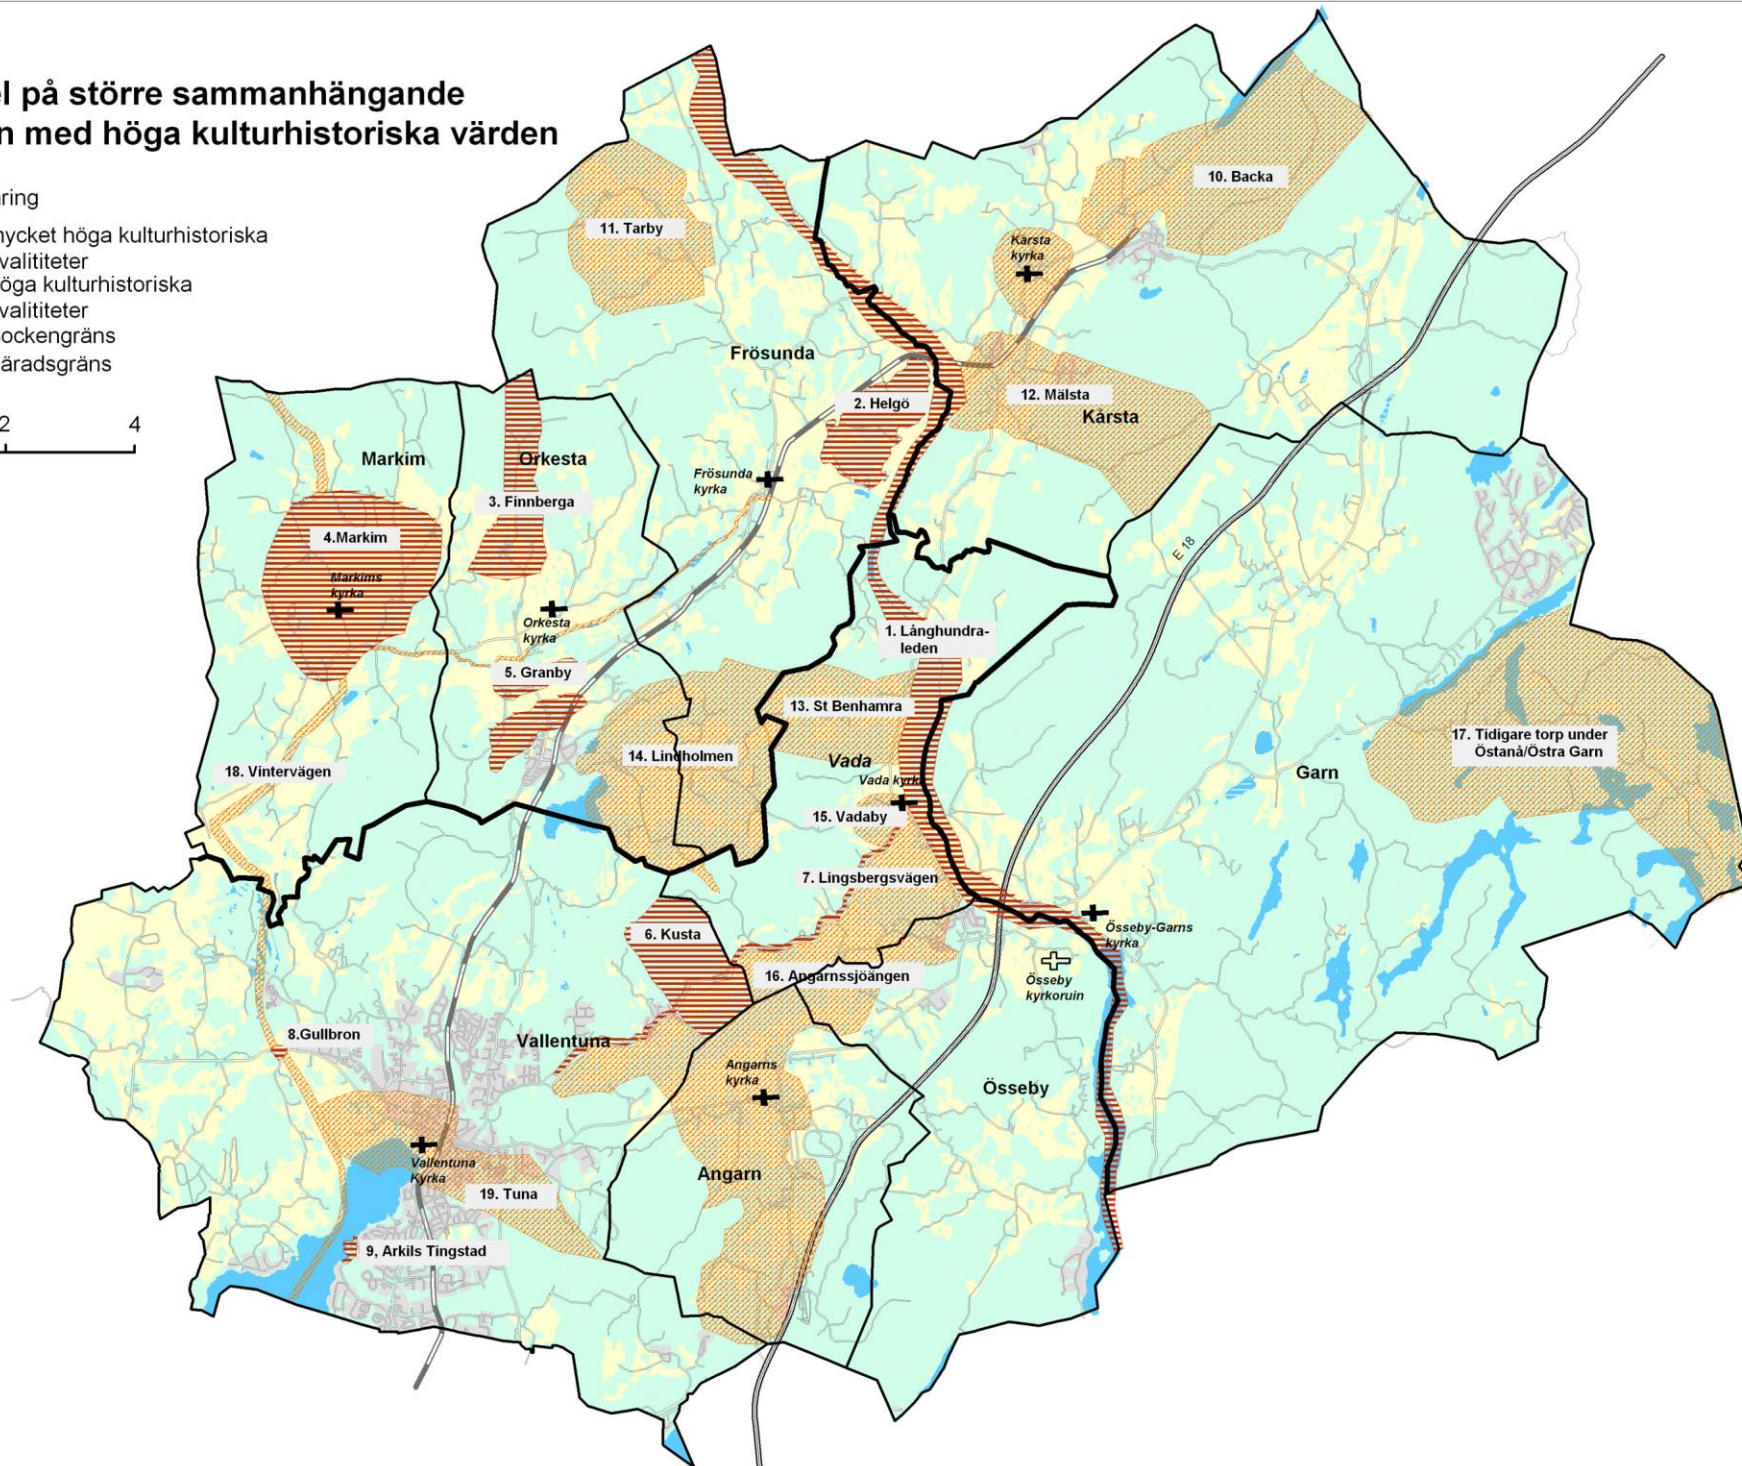 el på större sammanhängande
n med höga kulturhistoriska värden
ring
mycket höga kulturhistoriska
valititeter
höga kulturhistoriska
valititeter
sockengräns
äradsgräns
2 4
10. Backa
11. Tarby
Kårsta
kyrka
Frösunda
12. Mälsta
2. Helgö
Kårsta
Markim
Orkesta
Frösunda
kyrka
3. Finnberga
4.Markim
E 18
Markims
kyrka
Orkesta
kyrka
1. Långhundra-
leden
5. Granby
13. St Benhamra
17. Tidigare torp under
Östanå/Östra Garn
14. Lindholmen
Vada
18. Vintervägen
Garn
Vada kyrka
15. Vadaby
7. Lingsbergsvägen
6. Kusta
Össeby-Garns
kyrka
16. Angarnssjöängen
Össeby
kyrkoruin
8.Gullbron
Vallentuna
Angarns
kyrka
Össeby
Vallentuna
Kyrka
Angarn
19. Tuna
9, Arkils Tingstad